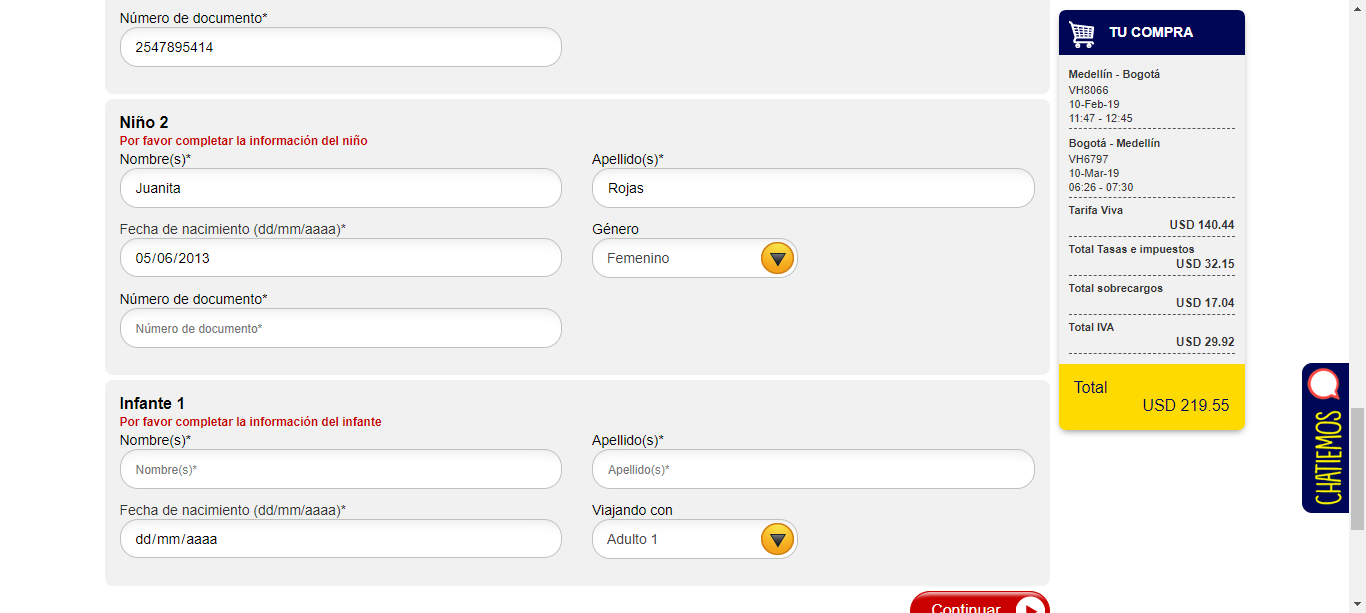 Número de documento*
2547895414
Niño 2
Por favor completar la información del niño
Nombre(s)*
Apellido(s)*
Juanita
Rojas
Fecha de nacimiento (dd/mm/aaaa)*
Género
05/06/2013
Femenino
Número de documento*
Número de documento*
Infante 1
Por favor completar la información del infante
Nombre(s)*
Apellido(s)*
Nombre(s)*
Apellido(s)*
Fecha de nacimiento (dd/mm/aaaa)*
Viajando con
dd/mm/aaaa
Adulto 1
Continuar
TU COMPRA
Medellín - Bogotá
VH8066
10-Feb-19
11:47 - 12:45
Bogotá - Medellín
VH6797
10-Mar-19
06:26 - 07:30
Tarifa Viva
USD 140.44
Total Tasas e impuestos
USD 32.15
Total sobrecargos
USD 17.04
Total IVA
USD 29.92
Total
USD 219.55
CHATIEMOS